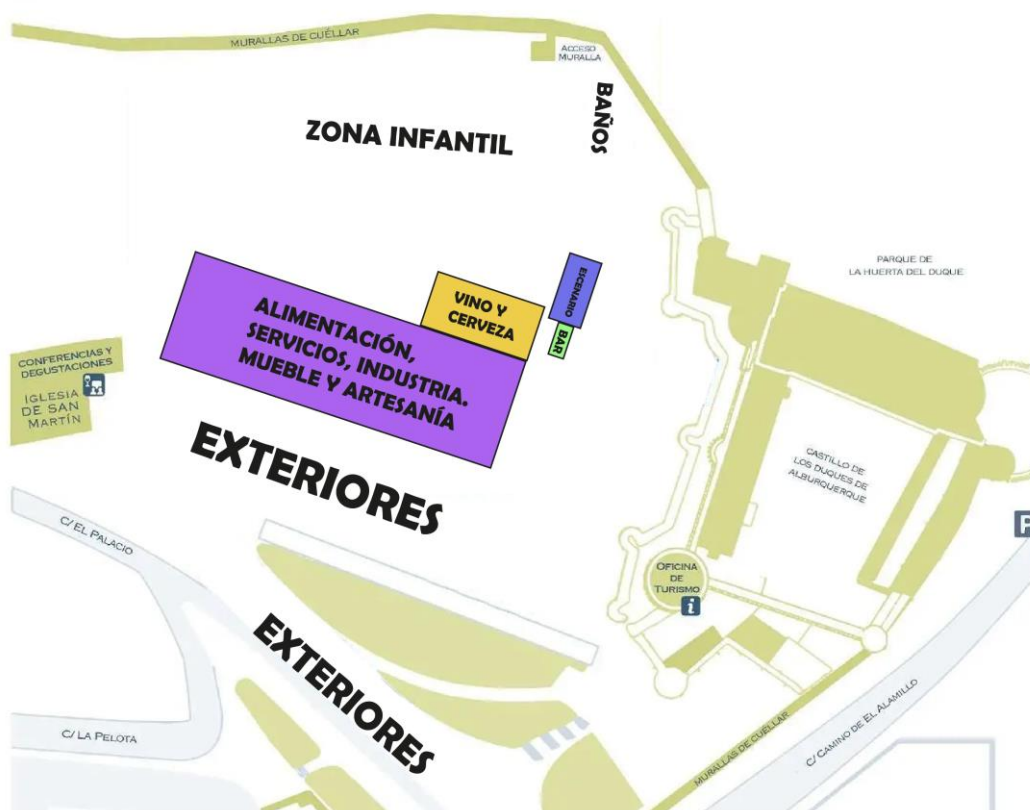 MURALLAS DE CUÉLLAR
ACCESO
MURALLA
BAÑOS
ZONA INFANTIL
PARQUE DE
LA HUERTA DEL DUQUE
ESCENARIO
BAR
VINO Y
CERVEZA
ALIMENTACIÓN,
SERVICIOS, INDUSTRIA.
MUEBLE Y ARTESANÍA
CONFERENCIAS Y
DEGUSTACIONES
IGLESIA
DE SAN
MARTÍN
EXTERIORES
CASTILLO DE
LOS DUQUES DE
ALBURQUERQUE
P
C/ EL PALACIO
OFICINA
DE
TURISMO
i
EXTERIORES
C/ LA PELOTA
MURALLAS DE CUÉLLAR
C/ CAMINO DE EL ALAMILLO